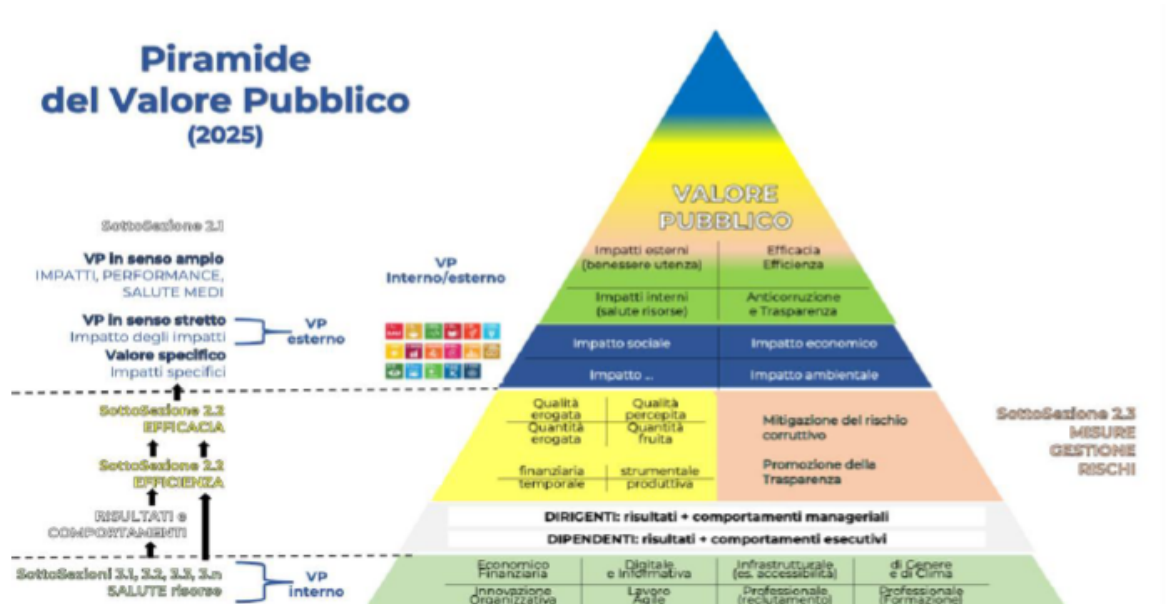 Piramide
del Valore Pubblico
(2025)
SottoSezione 2.1
VP in senso ampio
IMPATTI, PERFORMANCE,
SALUTE MEDI
VP in senso stretto
Impatto degli impatti
Valore specifico
Impatti specifici
VP
esterno
VP
Interno/esterno
SottoSezione 2.2
EFFICACIA
SottoSezione 2.2
EFFICIENZA
RISULTATI e
COMPORTAMENTI
SottoSezioni 3.1, 3.2, 3.3, 3.n
SALUTE risorse
VP
interno
VALORE
PUBBLICO
Impatti esterni
(benessere utenza)
Efficacia
Efficienza
Impatti interni
(salute risorse)
Anticorruzione
e Trasparenza
Impatto sociale
Impatto economico
Impatto ...
Impatto ambientale
Qualità
erogata
Qualità
percepita
Quantità
erogata
Quantità
fruita
finanziaria
temporale
strumentale
produttiva
Mitigazione del rischio
corruttivo
Promozione della
Trasparenza
SottoSezione 2.3
MISURE
GESTIONE
RISCHI
DIRIGENTI: risultati + comportamenti manageriali
DIPENDENTI: risultati + comportamenti esecutivi
Economico
Finanziaria
Digitale
e Informativa
Infrastrutturale
(es. accessibilità)
di Genere
e di Clima
Innovazione
Organizzativa
Lavoro
Agile
Professionale
(reclutamento)
Professionale
(Formazione)